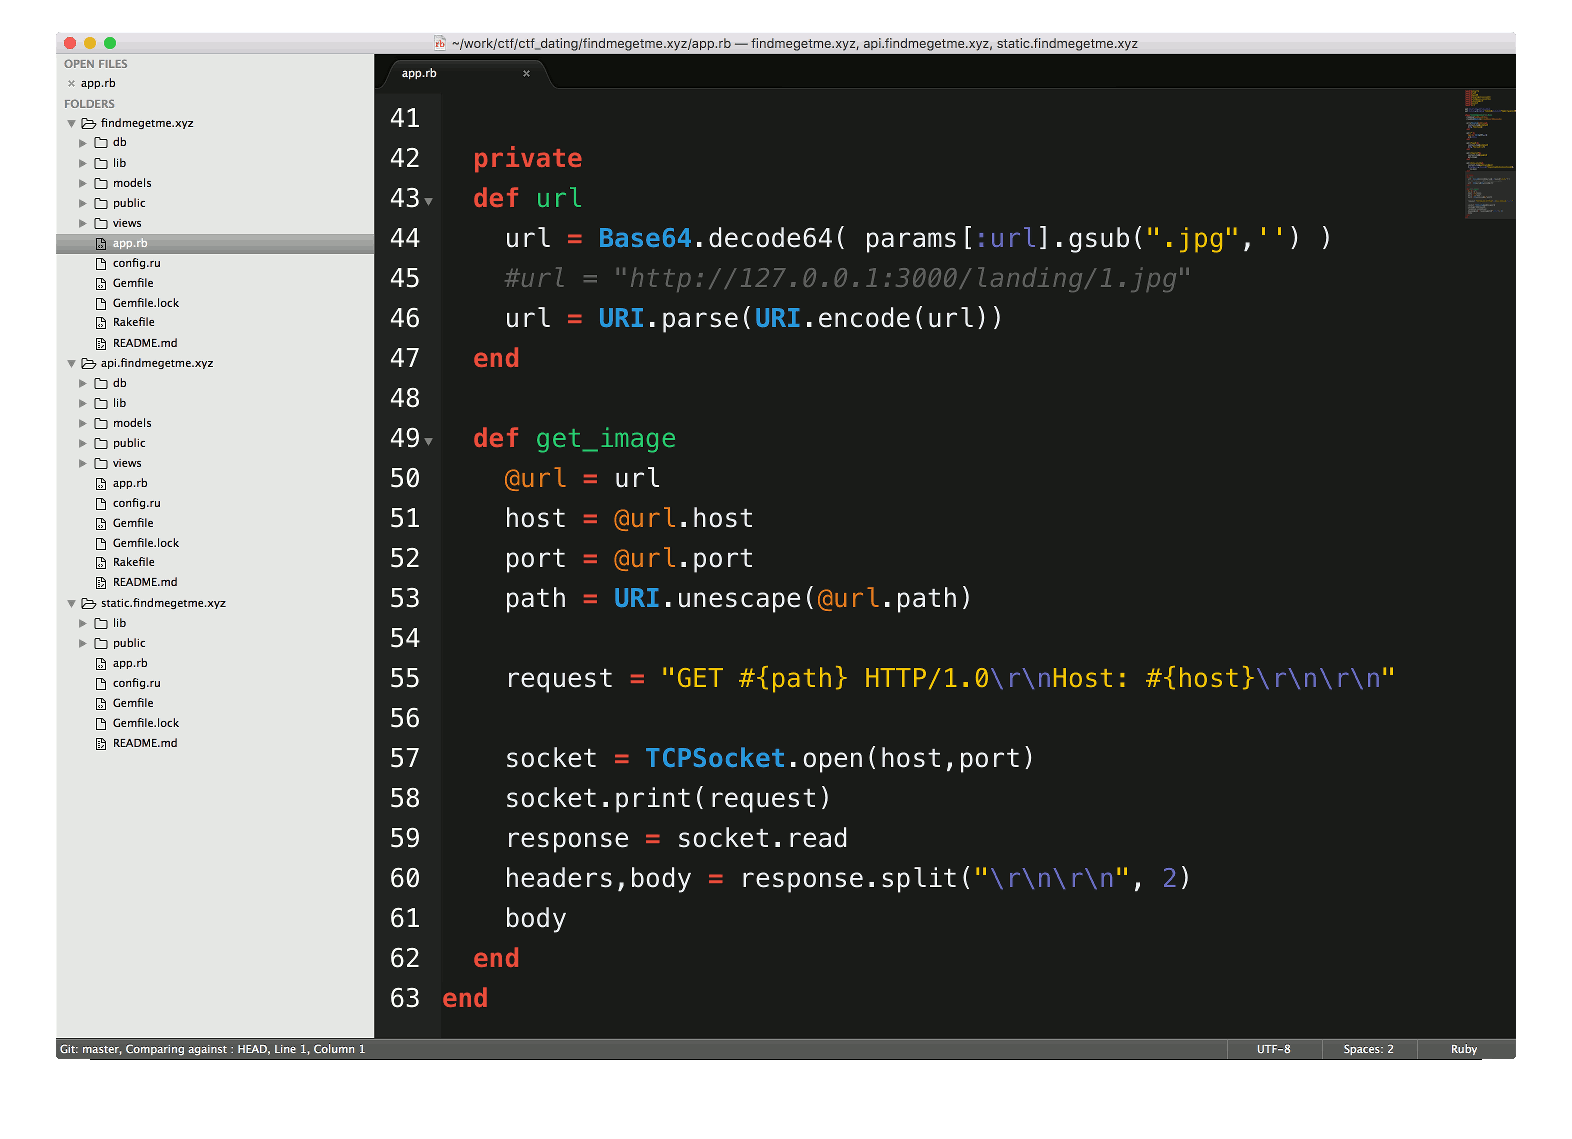 ~/work/ctf/ctf_dating/findmegetme.xyz/app.rb — findmegetme.xyz, api.findmegetme.xyz, static.findmegetme.xyz
OPEN FILES
× app.rb
FOLDERS
findmegetme.xyz
db
lib
models
public
views
app.rb
config.ru
Gemfile
Gemfile.lock
Rakefile
README.md
api.findmegetme.xyz
db
lib
models
public
views
app.rb
config.ru
Gemfile
Gemfile.lock
Rakefile
README.md
static.findmegetme.xyz
lib
public
app.rb
config.ru
Gemfile
Gemfile.lock
README.md
app.rb ×
41
42   private
43   def url
44     url = Base64.decode64( params[:url].gsub(".jpg",'') )
45     #url = "http://127.0.0.1:3000/landing/1.jpg"
46     url = URI.parse(URI.encode(url))
47   end
48
49   def get_image
50     @url = url
51     host = @url.host
52     port = @url.port
53     path = URI.unescape(@url.path)
54
55     request = "GET #{path} HTTP/1.0\r\nHost: #{host}\r\n\r\n"
56
57     socket = TCPSocket.open(host,port)
58     socket.print(request)
59     response = socket.read
60     headers,body = response.split("\r\n\r\n", 2)
61     body
62   end
63 end
Git: master, Comparing against : HEAD, Line 1, Column 1
UTF-8
Spaces: 2
Ruby